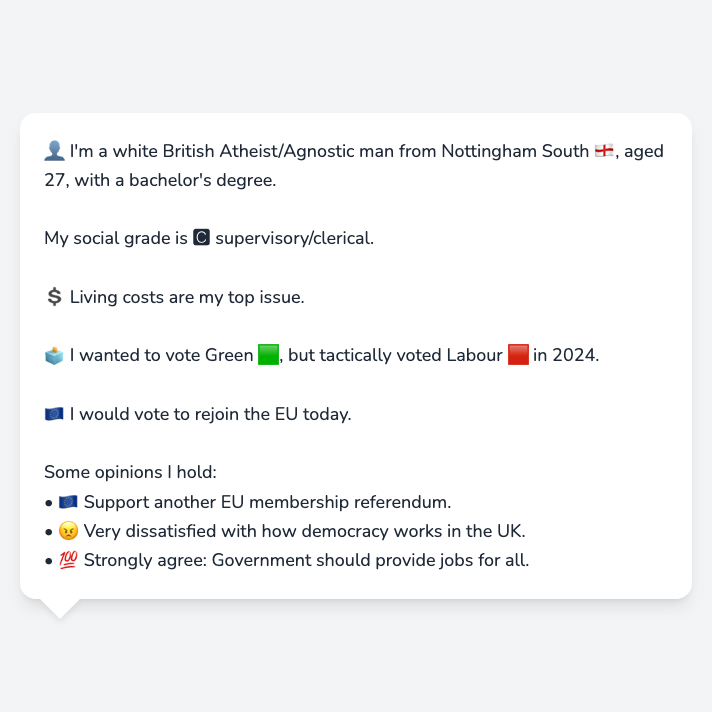 👤 I'm a white British Atheist/Agnostic man from Nottingham South 🏴󠁧󠁢󠁥󠁮󠁧󠁿, aged
27, with a bachelor's degree.
My social grade is 🅲 supervisory/clerical.
💲 Living costs are my top issue.
🗳️ I wanted to vote Green 🟩, but tactically voted Labour 🟥 in 2024.
🇪🇺 I would vote to rejoin the EU today.
Some opinions I hold:
• 🇪🇺 Support another EU membership referendum.
• 😠 Very dissatisfied with how democracy works in the UK.
• 💯 Strongly agree: Government should provide jobs for all.